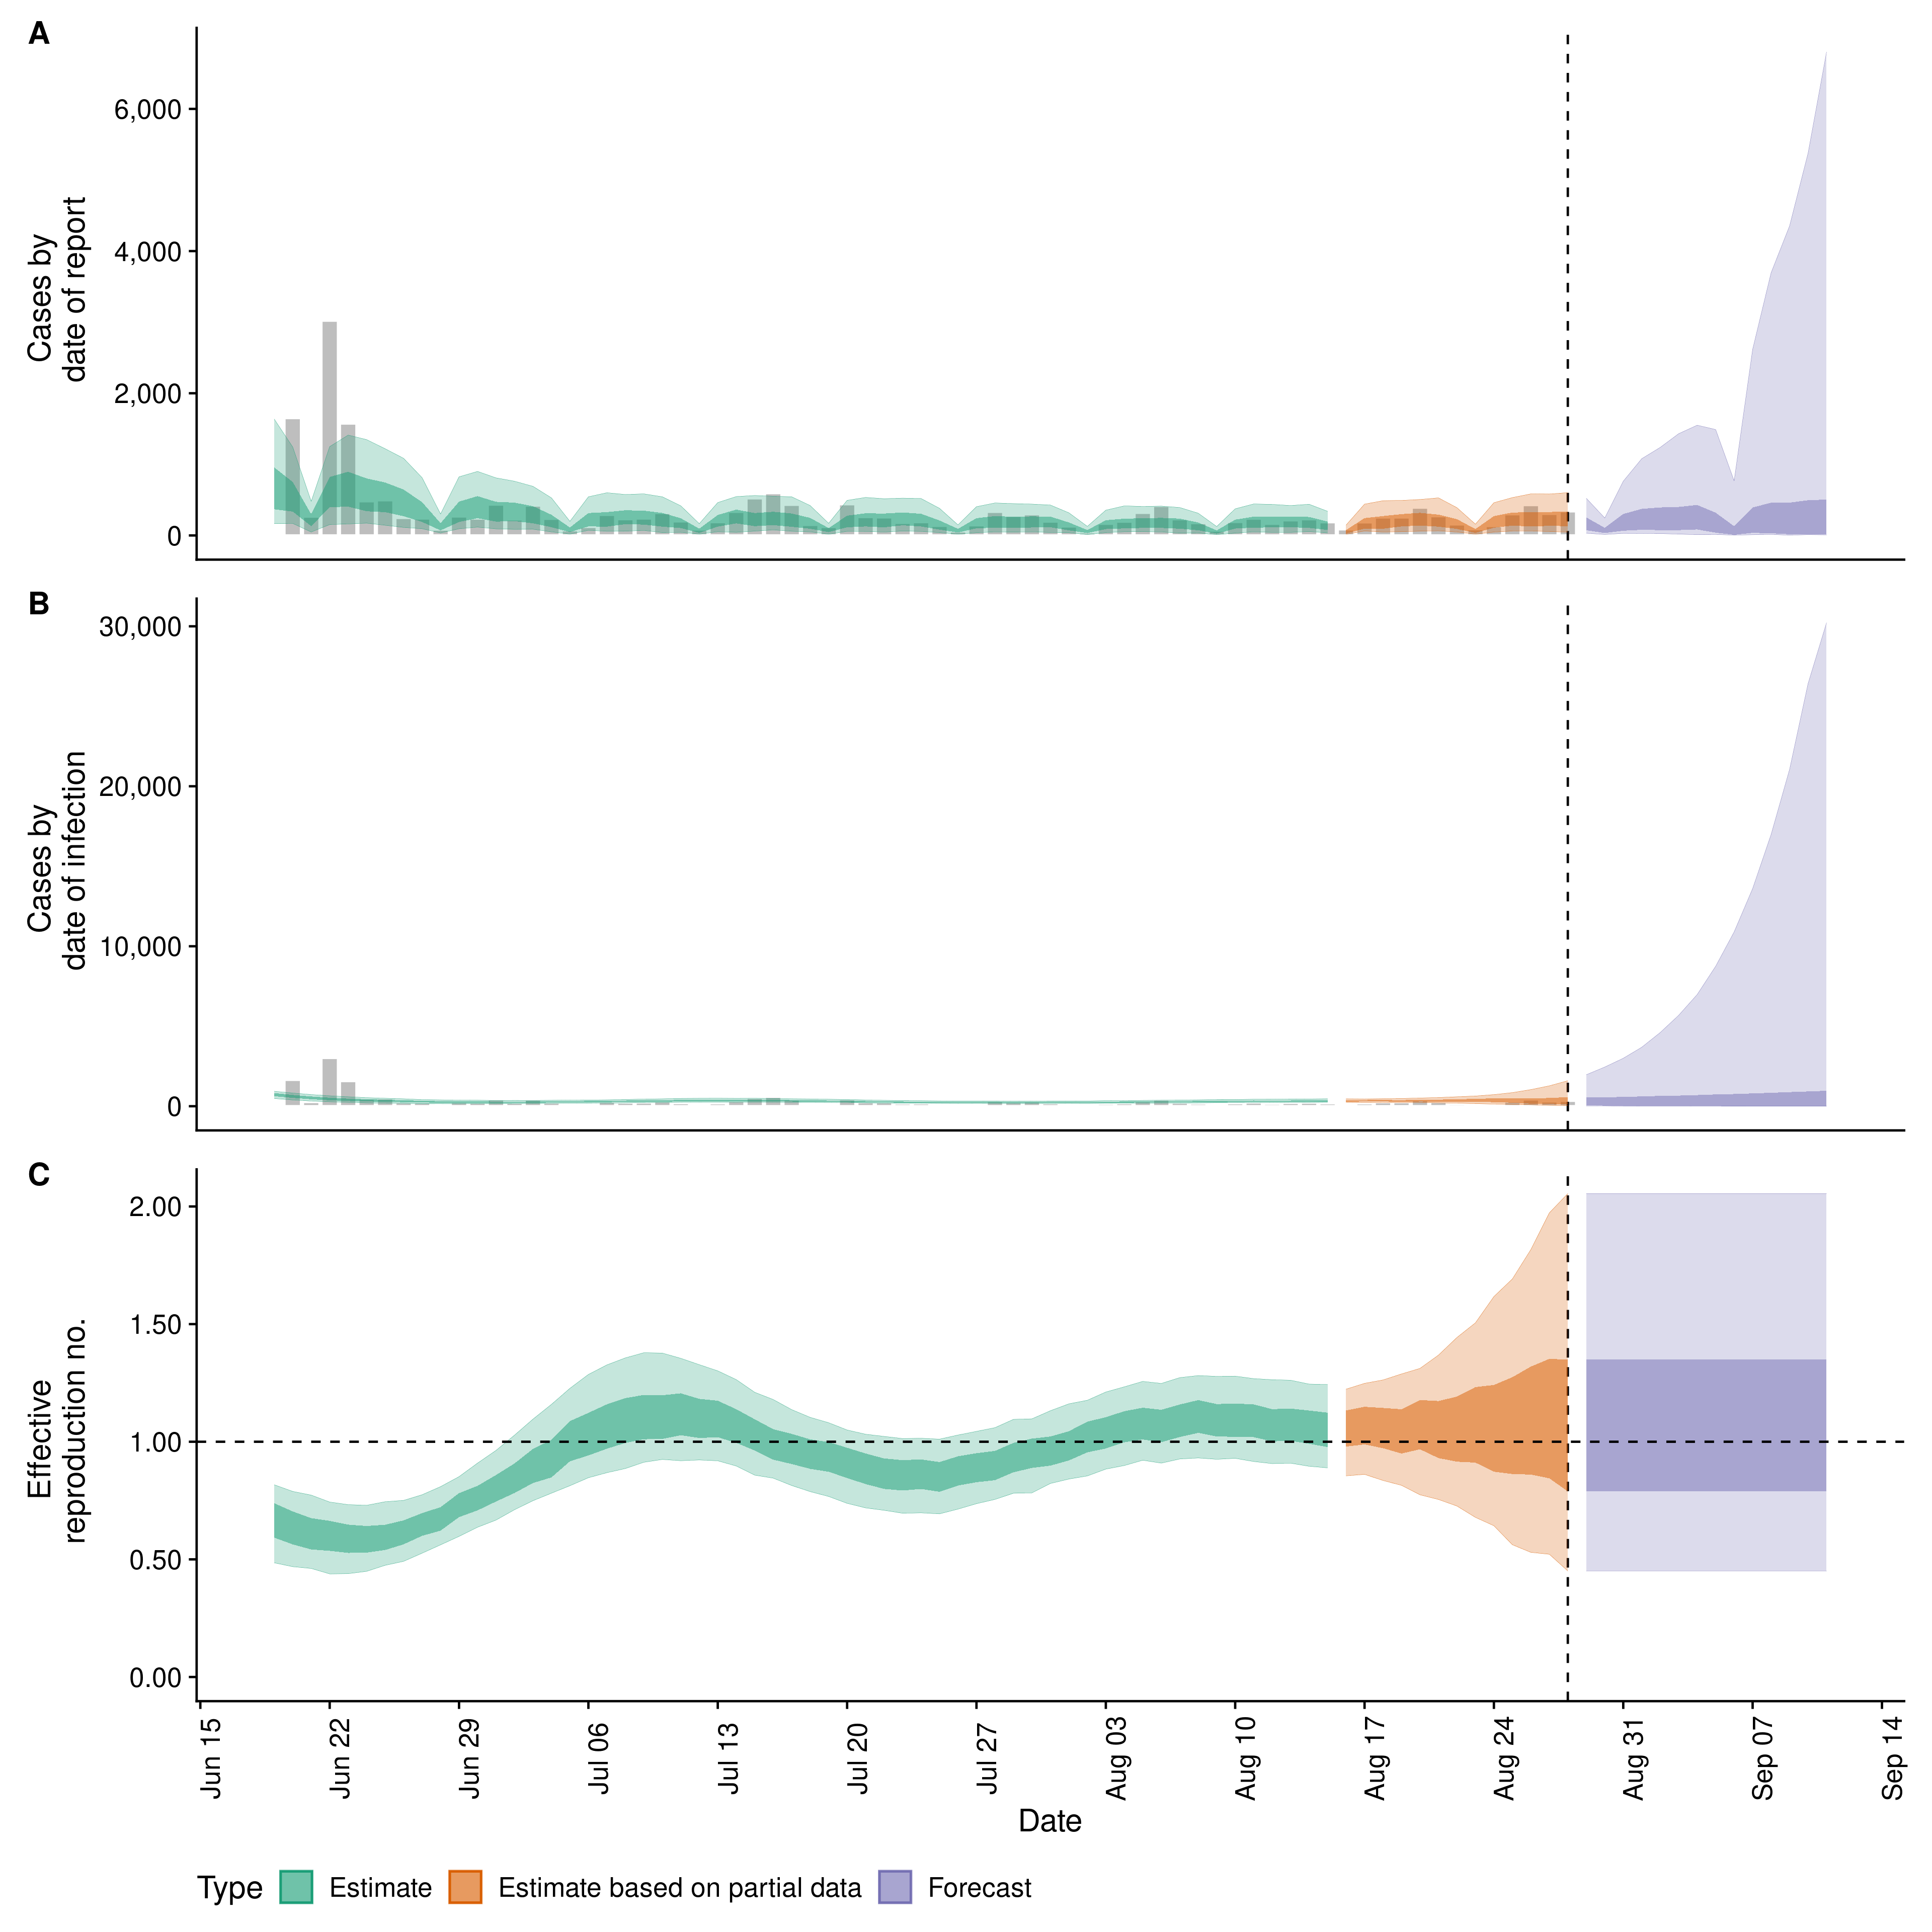 A
Cases by
date of report
6,000
4,000
2,000
0
B
Cases by
date of infection
30,000
20,000
10,000
0
C
Effective
reproduction no.
2.00
1.50
1.00
0.50
0.00
Jun 15
Jun 22
Jun 29
Jul 06
Jul 13
Jul 20
Jul 27
Aug 03
Aug 10
Aug 17
Aug 24
Aug 31
Sep 07
Sep 14
Date
Type Estimate Estimate based on partial data Forecast